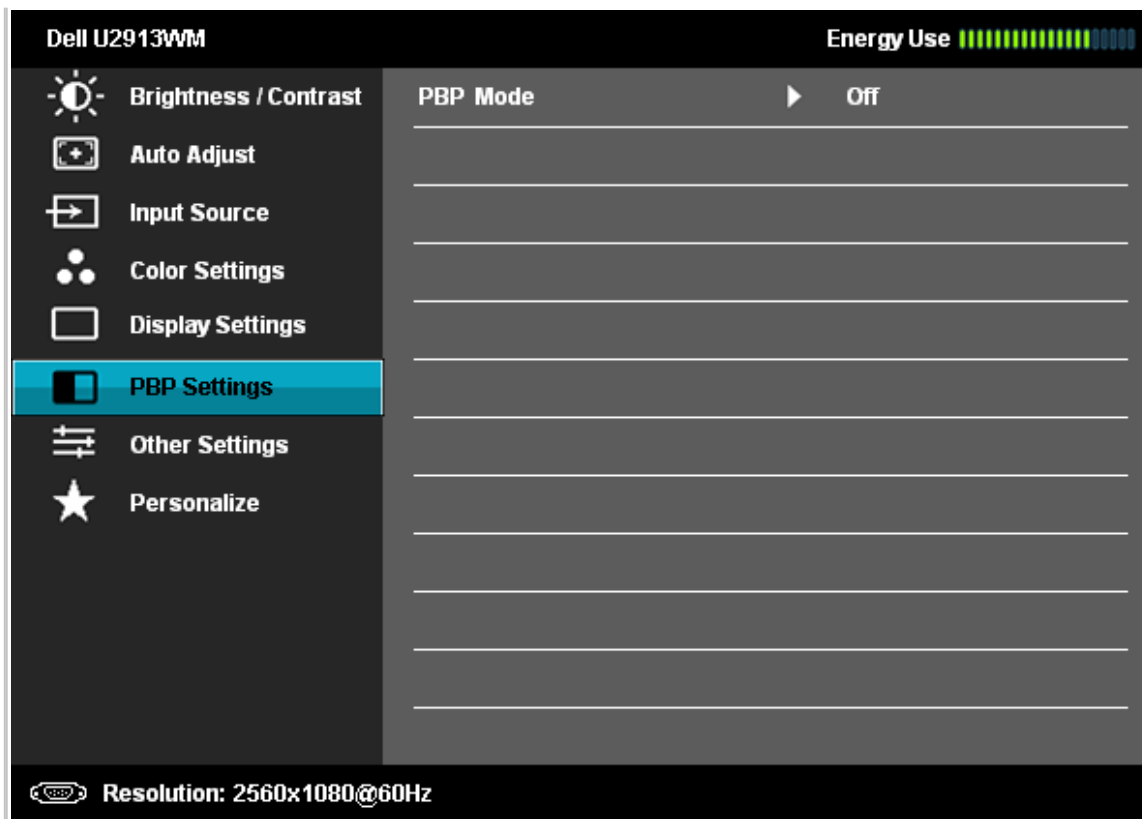 Dell U2913WM Energy Use
Brightness / Contrast PBP Mode Off
Auto Adjust
Input Source
Color Settings
Display Settings
PBP Settings
Other Settings
Personalize
Resolution: 2560x1080@60Hz